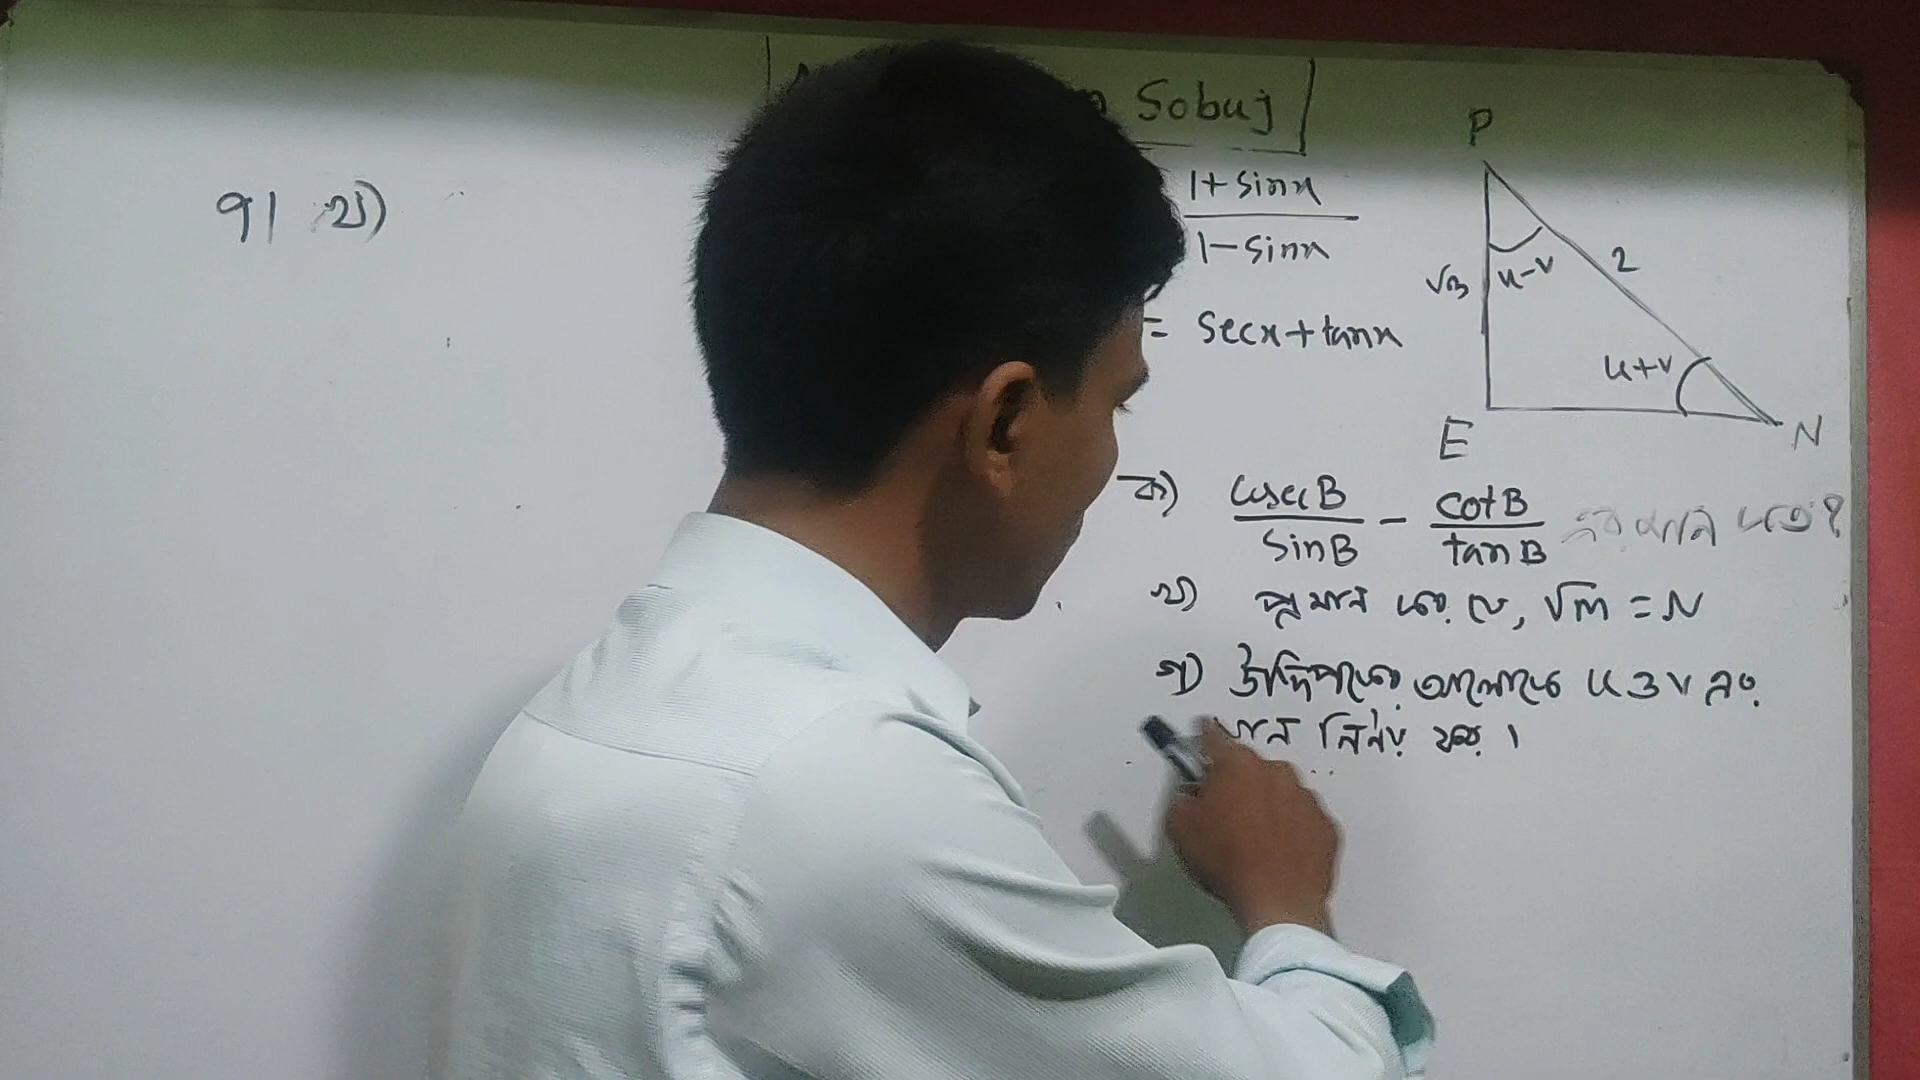 Sobuj
৭। খ)
1+sinx
1-sinx
= secx+tanx
P
√3
u-v
2
u+v
E
N
ক) cosecB/sinB - cotB/tanB এর মান কত?
খ) প্রমান কর যে, √m = N
গ) উদ্দিপকের আলোকে u ও v এর
মান নির্নয় কর।